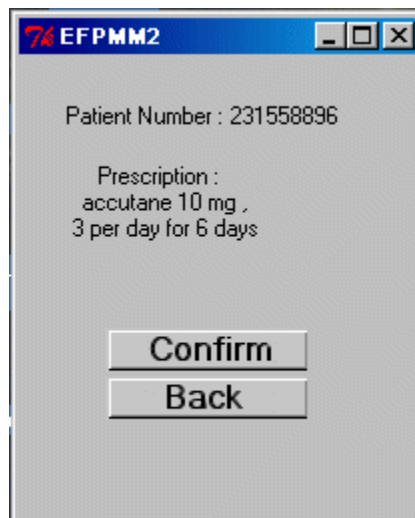 EFPMM2
Patient Number : 231558896
Prescription :
accutane 10 mg ,
3 per day for 6 days
Confirm
Back